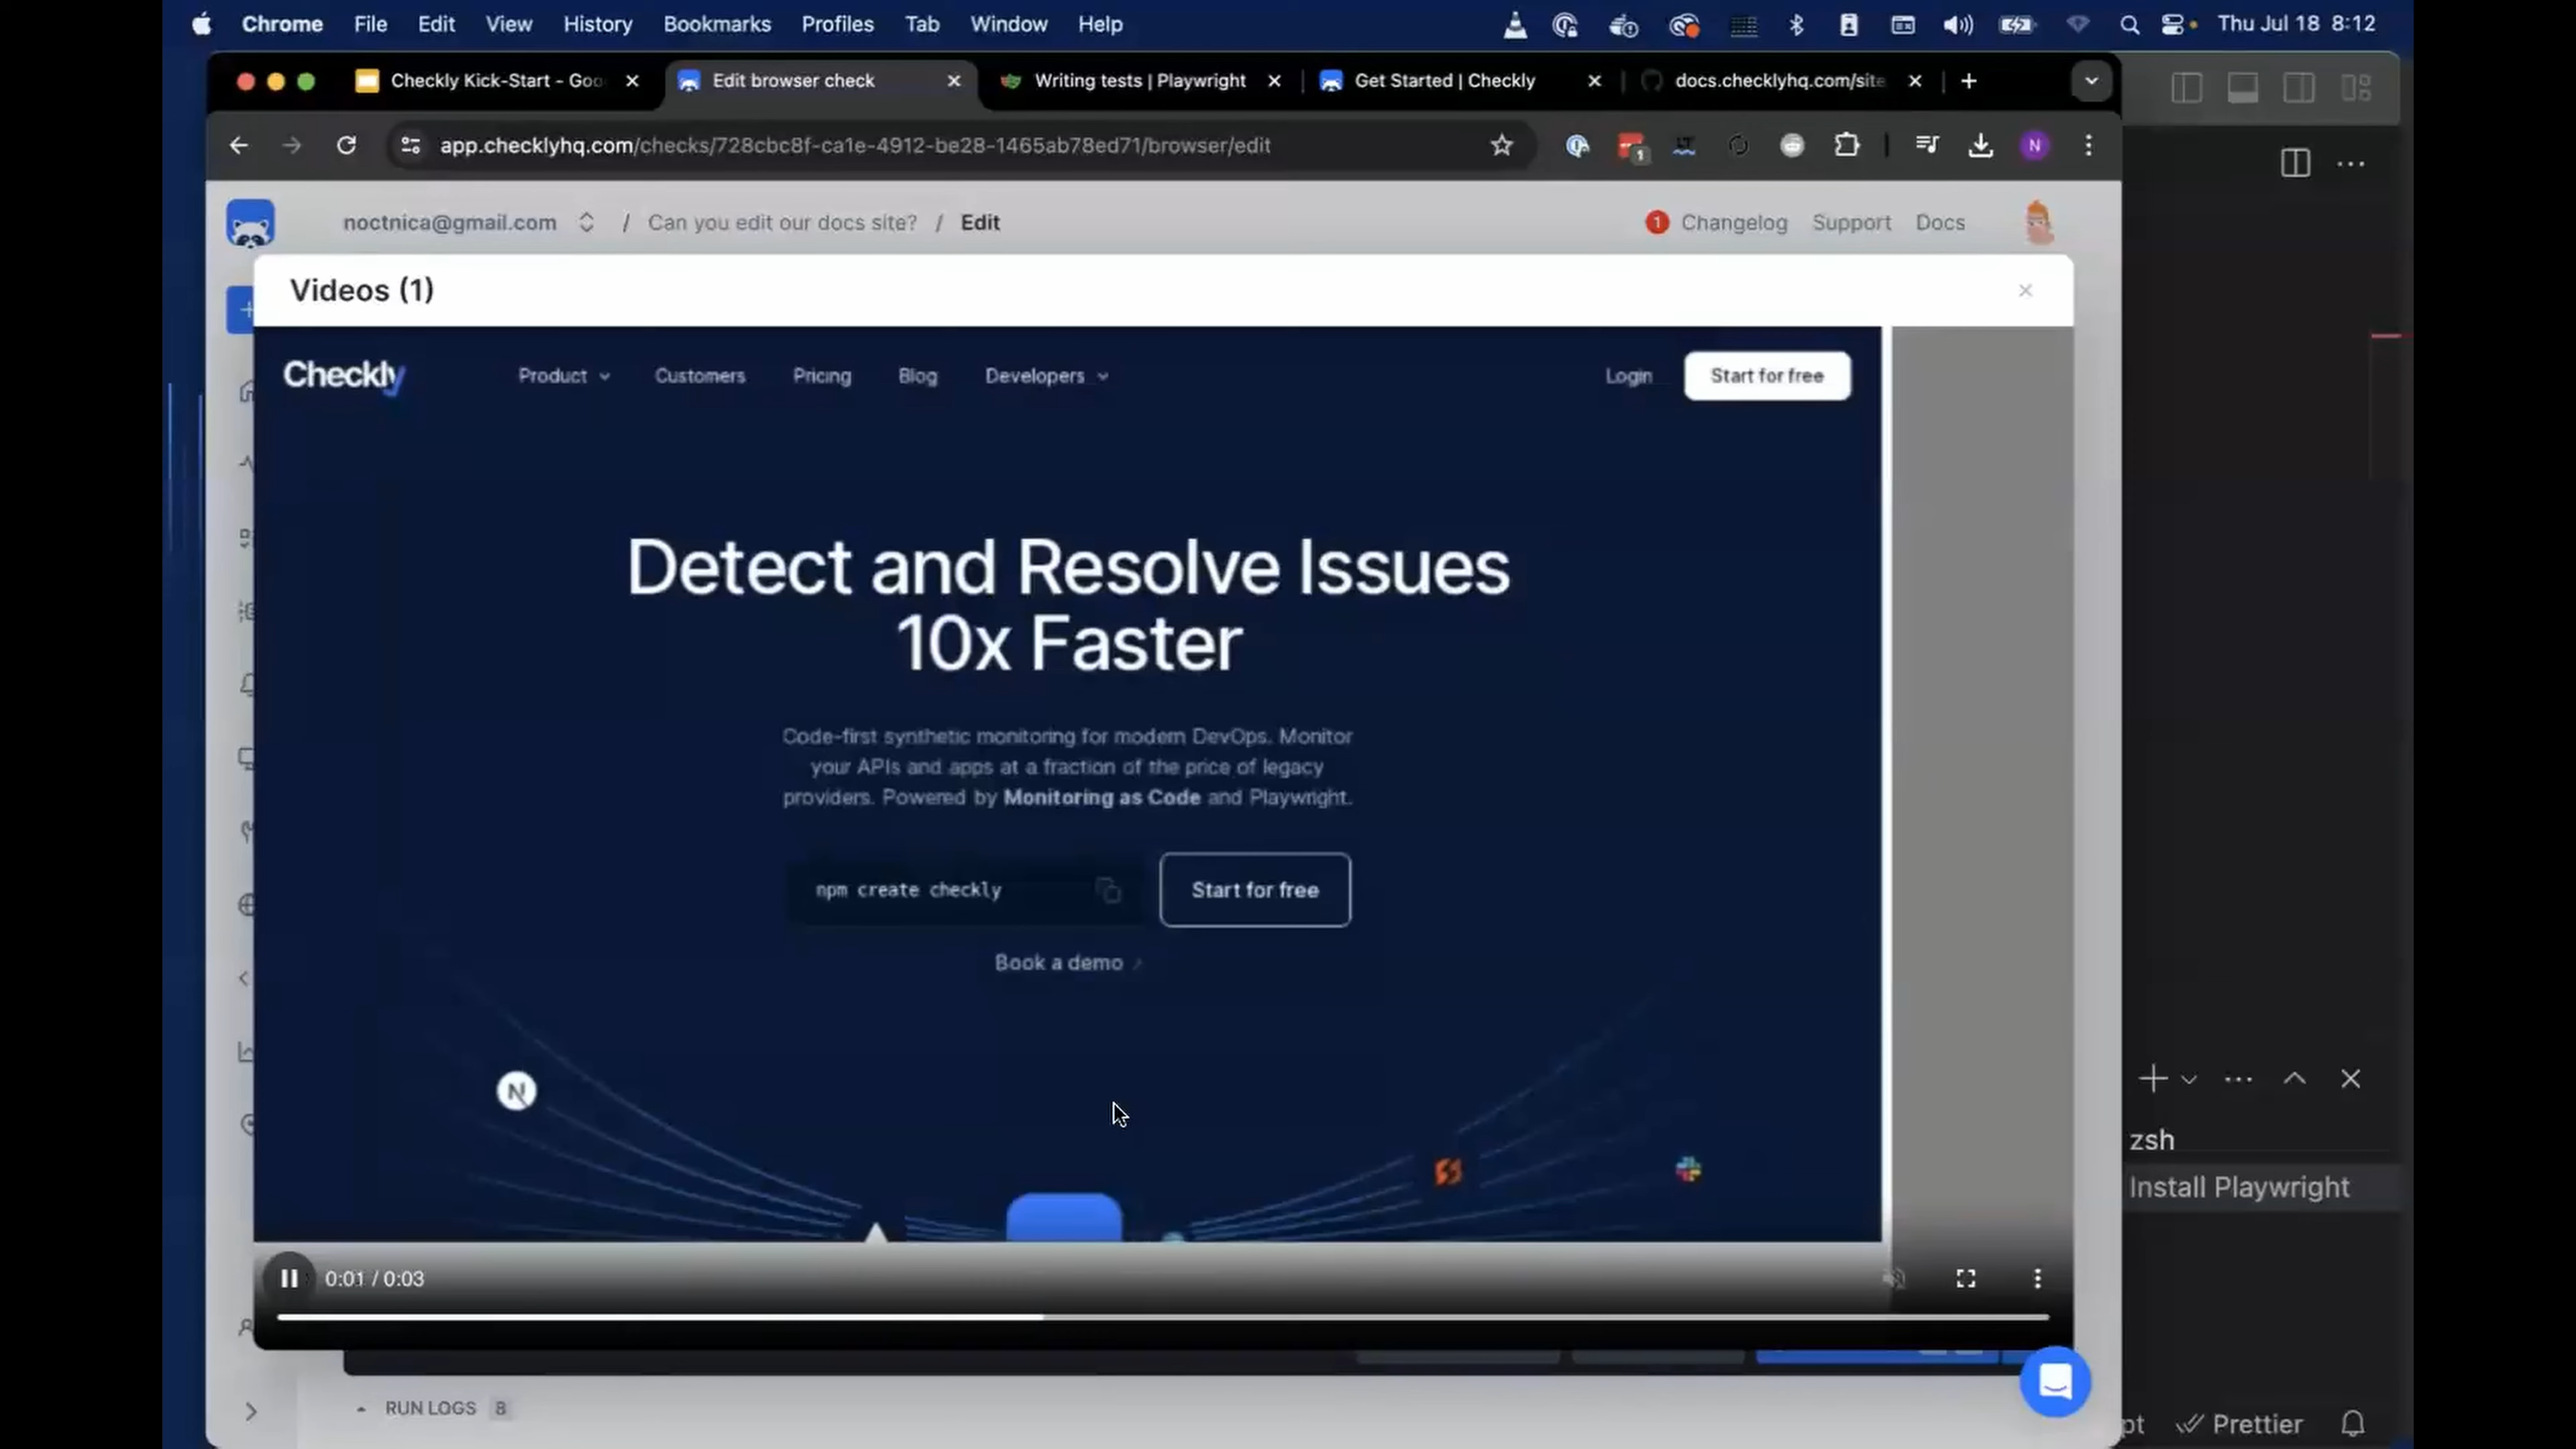 Chrome File Edit View History Bookmarks Profiles Tab Window Help Thu Jul 18 8:12
Checkly Kick-Start - Goo
Edit browser check
Writing tests | Playwright
Get Started | Checkly
docs.checklyhq.com/site
app.checklyhq.com/checks/728cbc8f-ca1e-4912-be28-1465ab78ed71/browser/edit
1
N
noctnica@gmail.com / Can you edit our docs site? / Edit
1 Changelog Support Docs
Videos (1)
Checkly Product Customers Pricing Blog Developers Login Start for free
Detect and Resolve Issues
10x Faster
Code-first synthetic monitoring for modern DevOps. Monitor
your APIs and apps at a fraction of the price of legacy
providers. Powered by Monitoring as Code and Playwright.
npm create checkly
Start for free
Book a demo
N
0:01 / 0:03
RUN LOGS 8
zsh
Install Playwright
pt Prettier